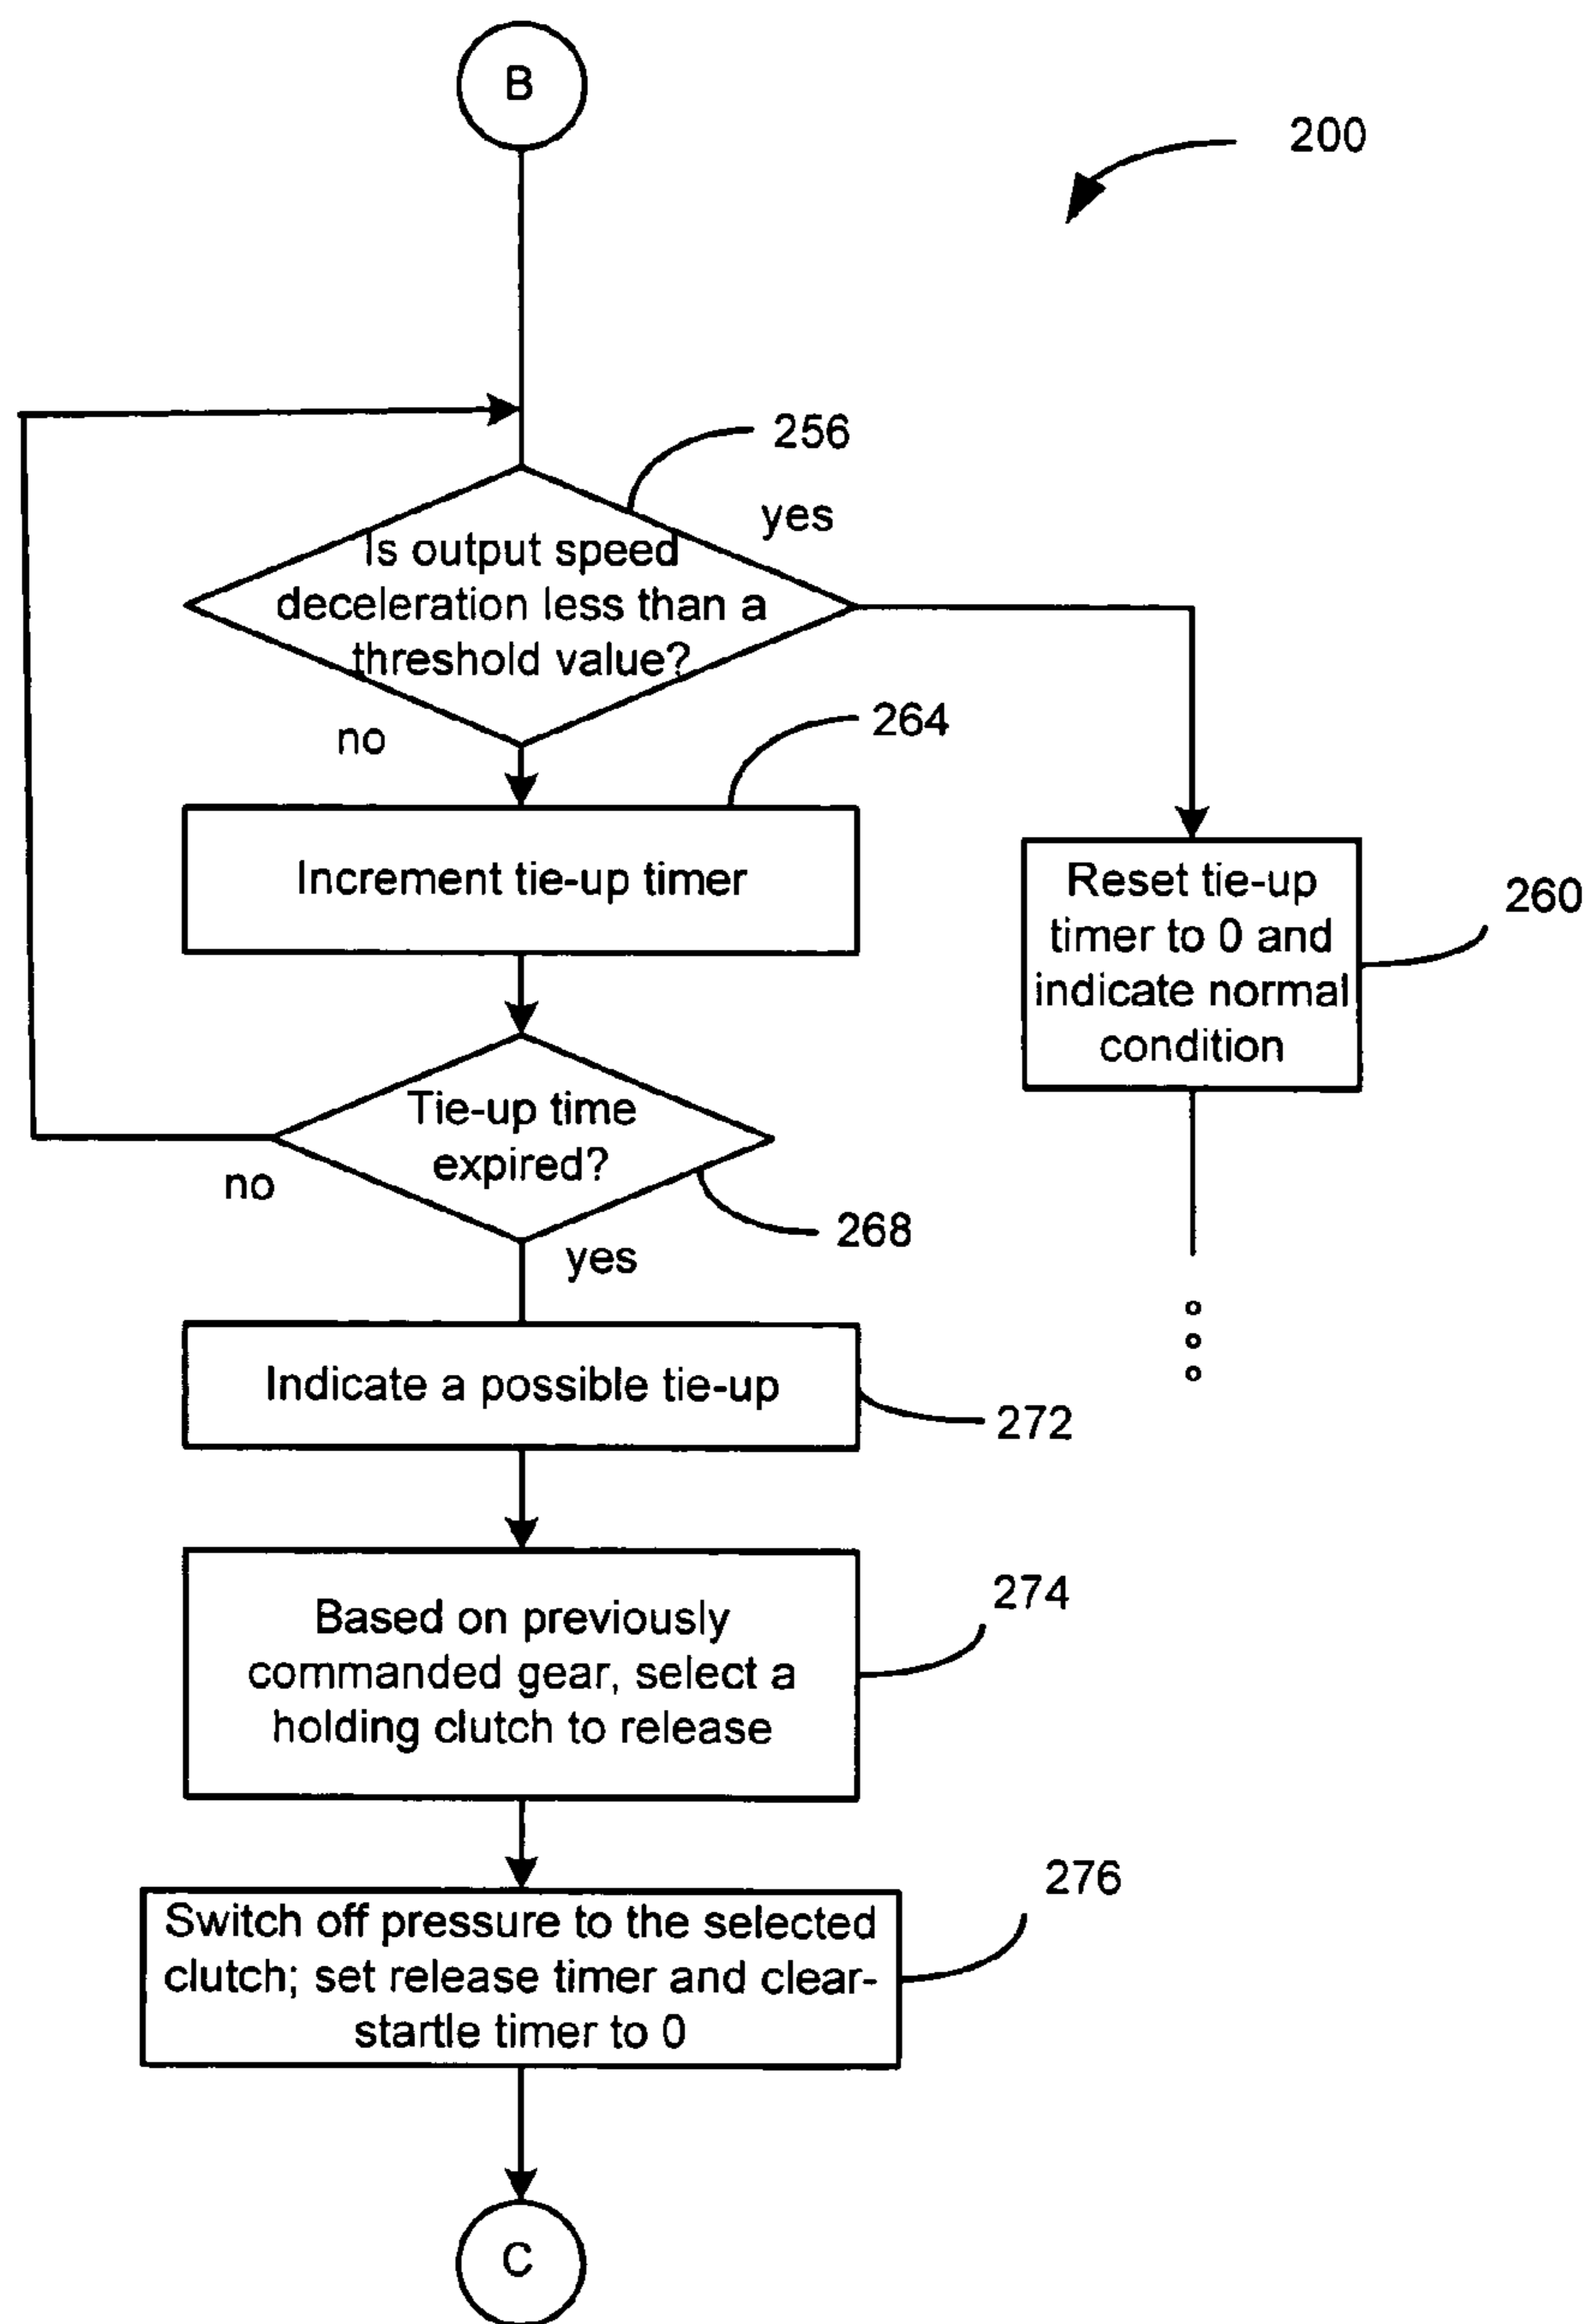 B
200
256
yes
Is output speed
deceleration less than a
threshold value?
no
264
Increment tie-up timer
Reset tie-up
timer to 0 and
indicate normal
condition
260
Tie-up time
expired?
no
268
yes
Indicate a possible tie-up
272
Based on previously
commanded gear, select a
holding clutch to release
274
276
Switch off pressure to the selected
clutch; set release timer and clear-
startle timer to 0
C